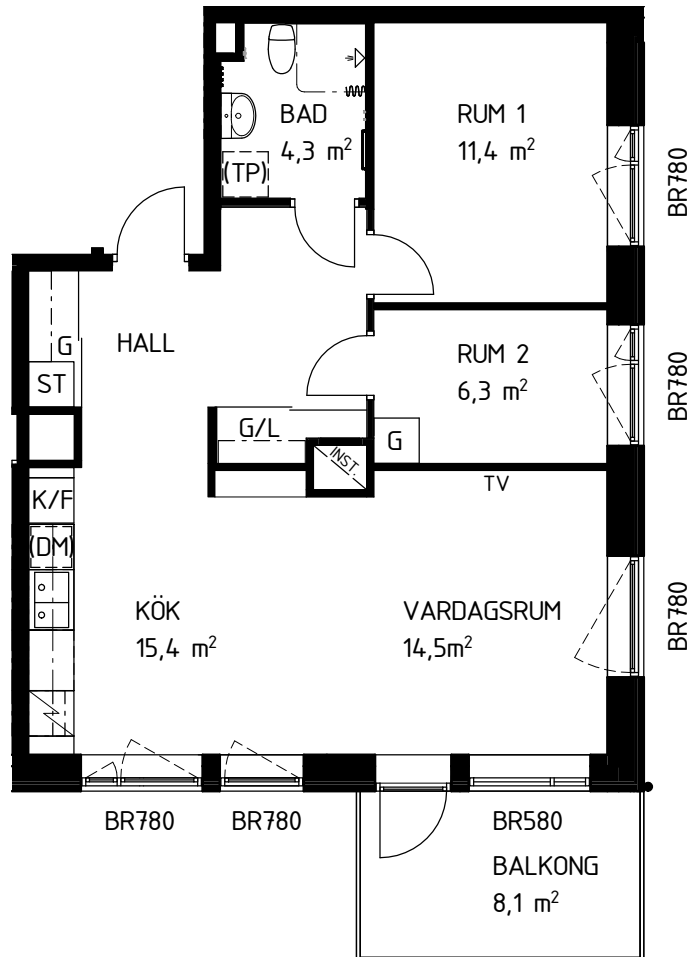 BAD
4,3 m²
(TP)
RUM 1
11,4 m²
BR780
HALL
G
ST
RUM 2
6,3 m²
BR780
G/L
G
INST.
TV
K/F
(DM)
KÖK
15,4 m²
VARDAGSRUM
14,5m²
BR780
BR780
BR780
BR580
BALKONG
8,1 m²